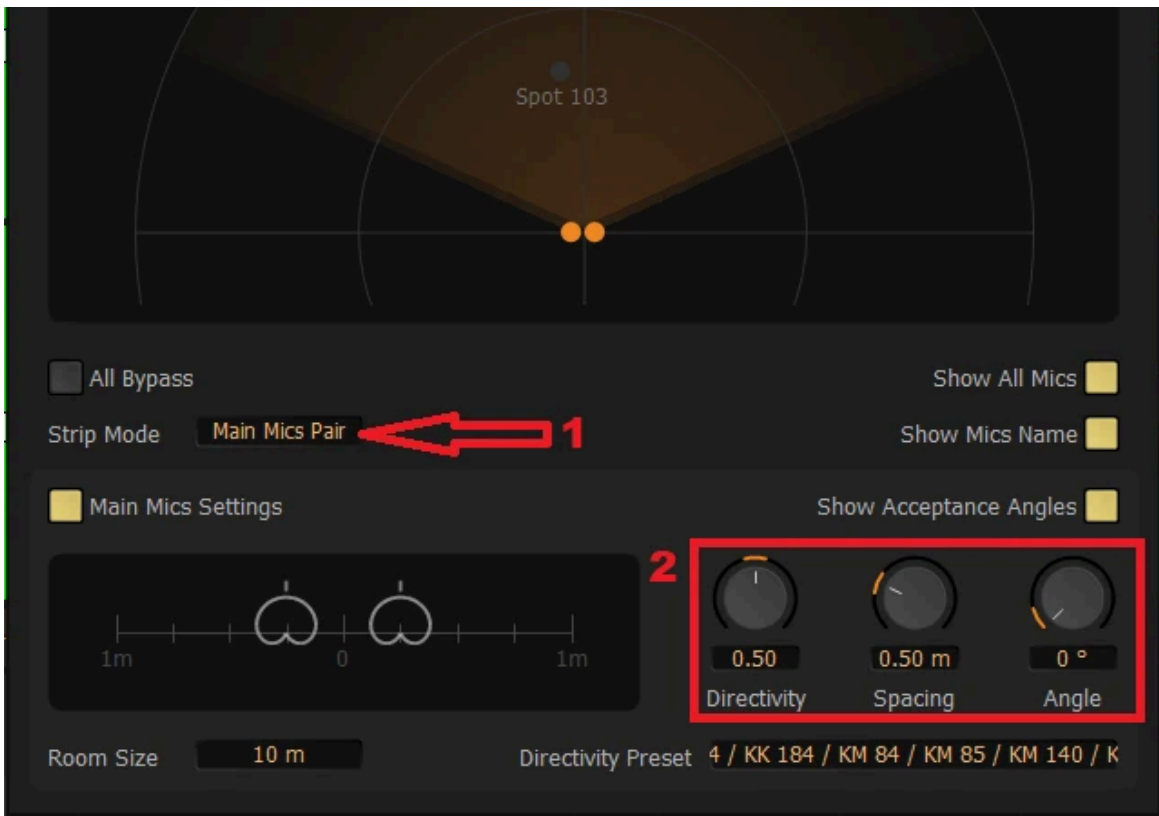 Spot 103
All Bypass
Show All Mics
Strip Mode Main Mics Pair 1
Show Mics Name
Main Mics Settings
Show Acceptance Angles
2
1m 0 1m
0.50 0.50 m 0 °
Directivity Spacing Angle
Room Size 10 m
Directivity Preset 4 / KK 184 / KM 84 / KM 85 / KM 140 / K